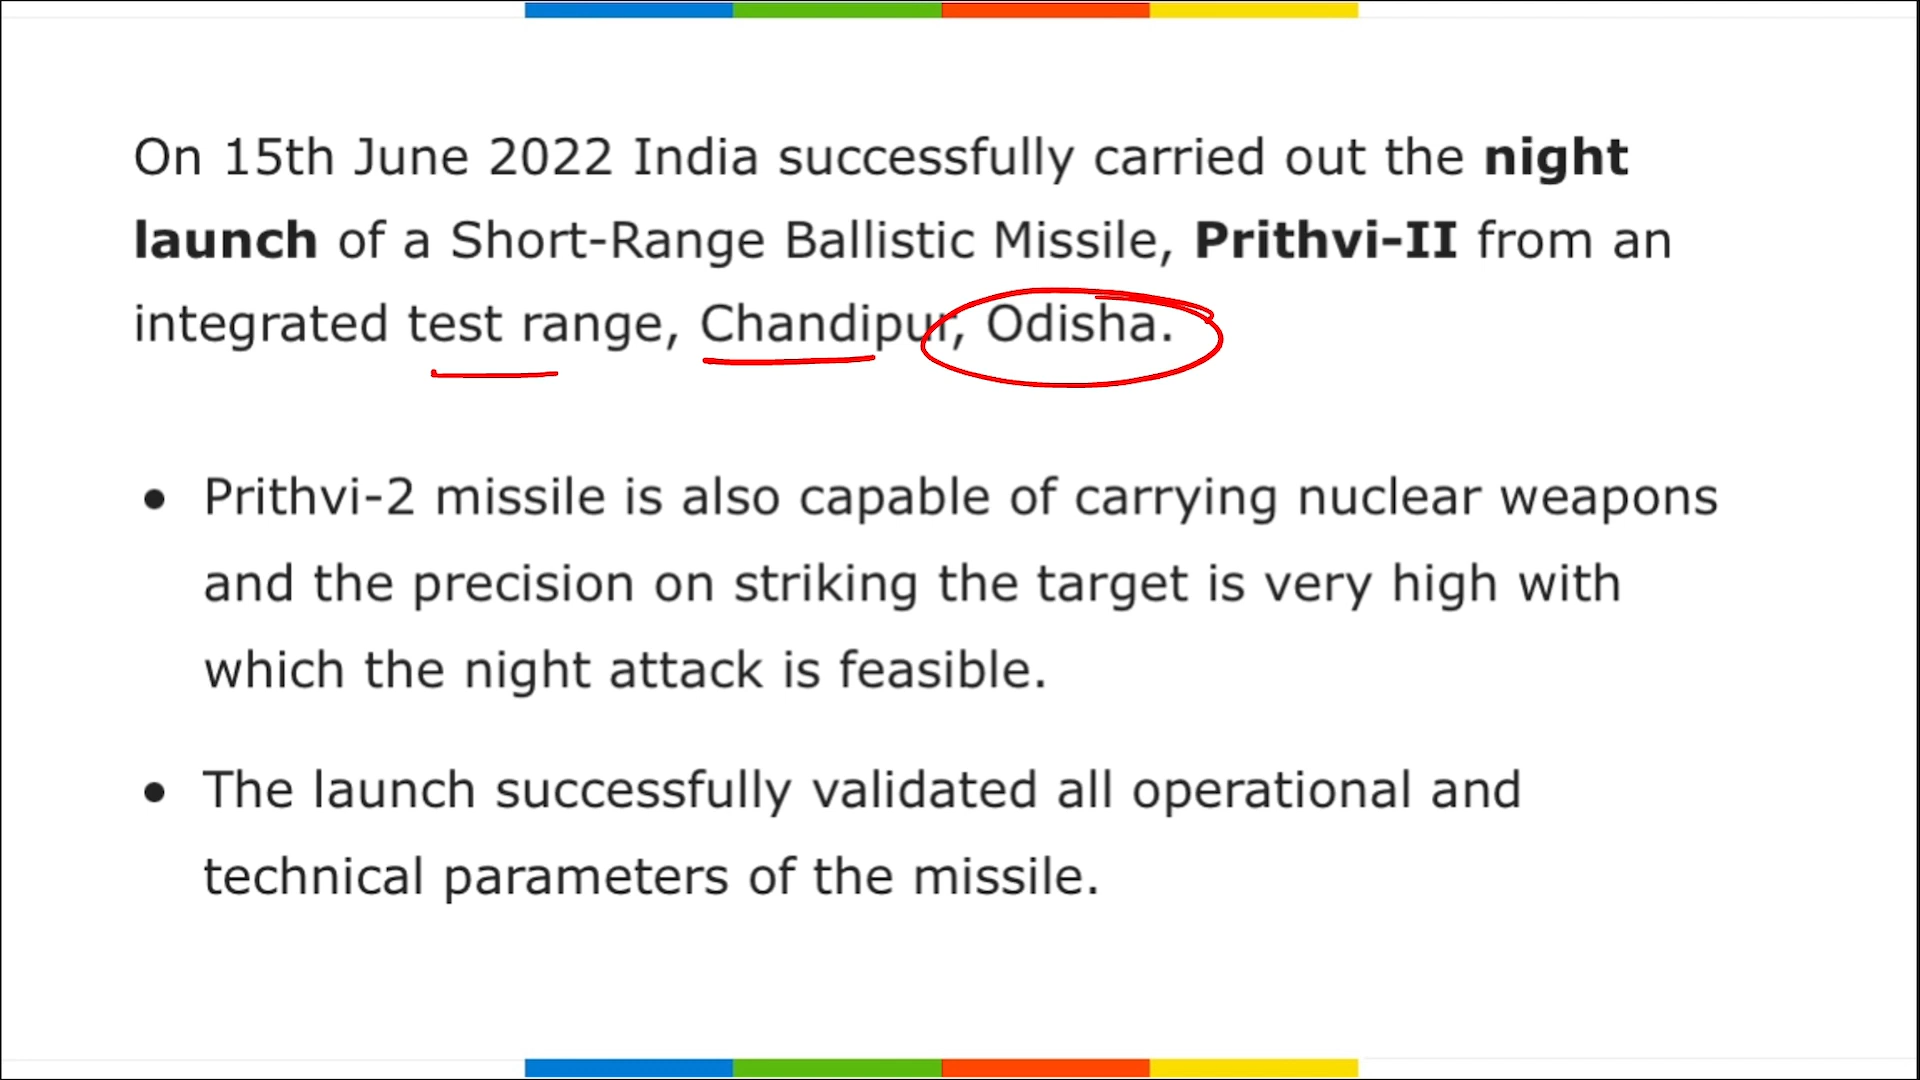 On 15th June 2022 India successfully carried out the night
launch of a Short-Range Ballistic Missile, Prithvi-II from an
integrated test range, Chandipur, Odisha.
• Prithvi-2 missile is also capable of carrying nuclear weapons
and the precision on striking the target is very high with
which the night attack is feasible.
• The launch successfully validated all operational and
technical parameters of the missile.